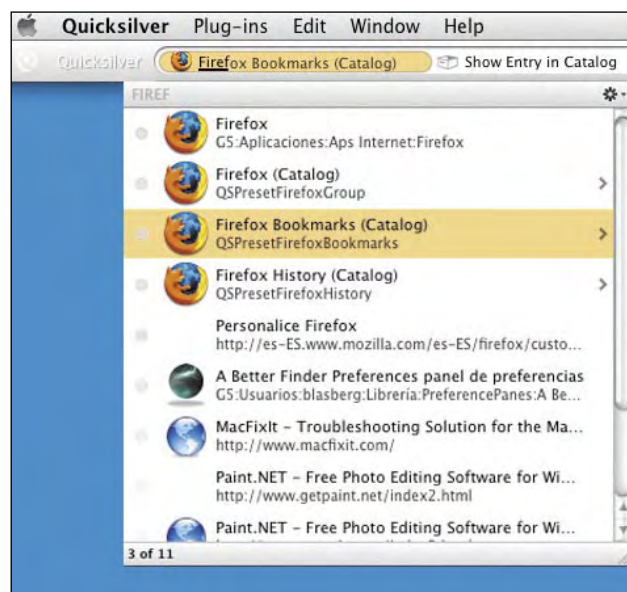 Quicksilver Plug-ins Edit Window Help
Quicksilver Firefox Bookmarks (Catalog) Show Entry in Catalog
FIREF
Firefox
G5:Aplicaciones:Aps Internet:Firefox
Firefox (Catalog)
QSPresetFirefoxGroup
Firefox Bookmarks (Catalog)
QSPresetFirefoxBookmarks
Firefox History (Catalog)
QSPresetFirefoxHistory
Personalice Firefox
http://es-ES.www.mozilla.com/es-ES/firefox/custo...
A Better Finder Preferences panel de preferencias
G5:Usuarios:blasberg:Librería:PreferencePanes:A Be...
MacFixIt – Troubleshooting Solution for the Ma...
http://www.macfixit.com/
Paint.NET – Free Photo Editing Software for Wi...
http://www.getpaint.net/index2.html
Paint.NET – Free Photo Editing Software for Wi...
3 of 11